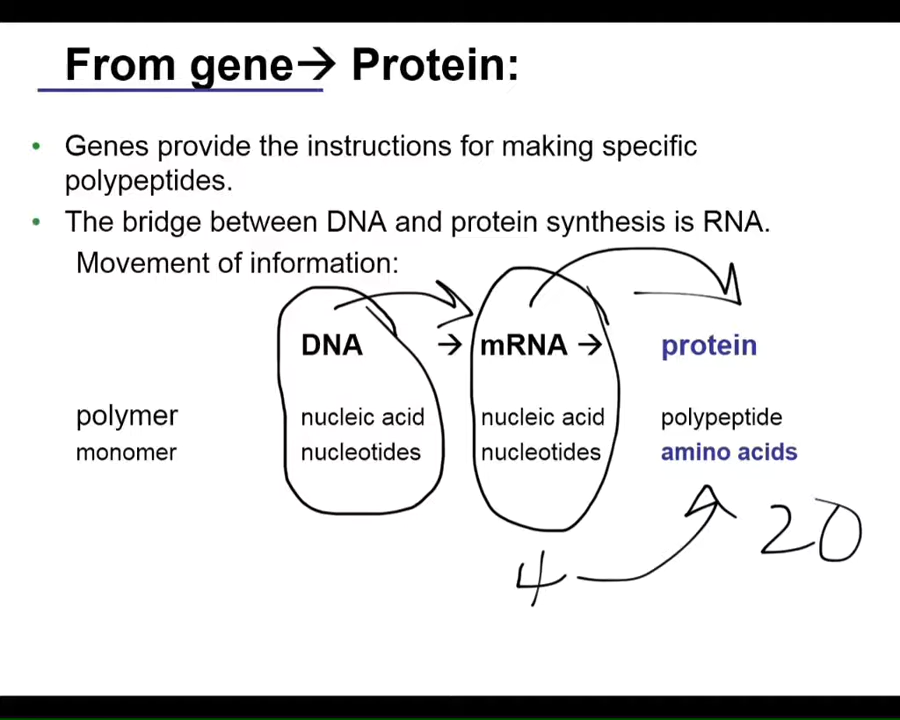 From gene→ Protein:
• Genes provide the instructions for making specific
polypeptides.
• The bridge between DNA and protein synthesis is RNA.
Movement of information:
DNA → mRNA → protein
polymer nucleic acid nucleic acid polypeptide
monomer nucleotides nucleotides amino acids
4 20